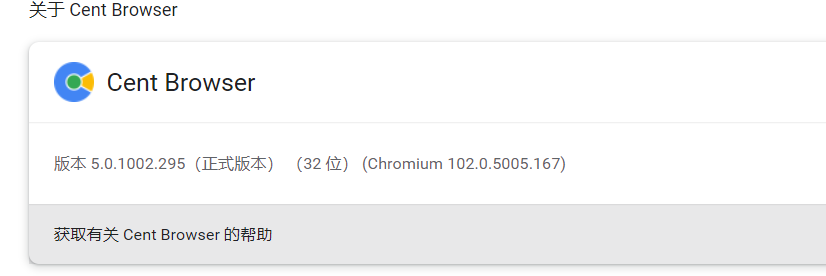 关于 Cent Browser
Cent Browser
版本 5.0.1002.295（正式版本） （32 位） (Chromium 102.0.5005.167)
获取有关 Cent Browser 的帮助